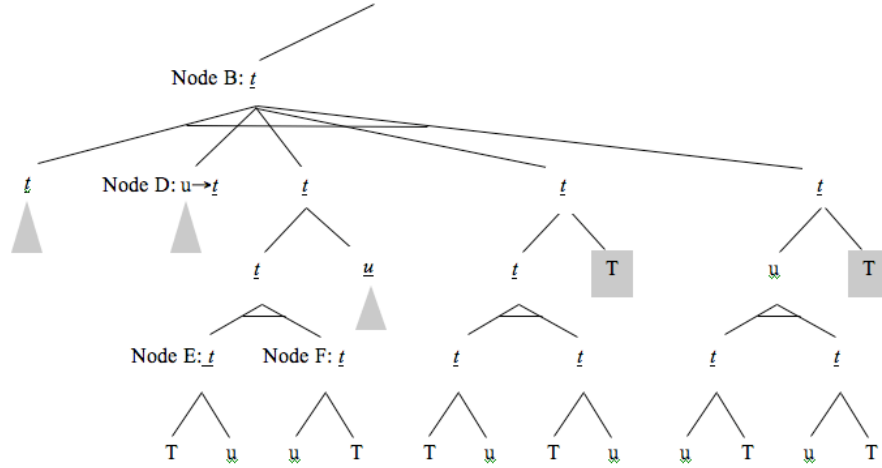 Node B: t
t Node D: u→t t t t
t u t T u T
Node E: t Node F: t t t t t
T u u T T u T u u T u T